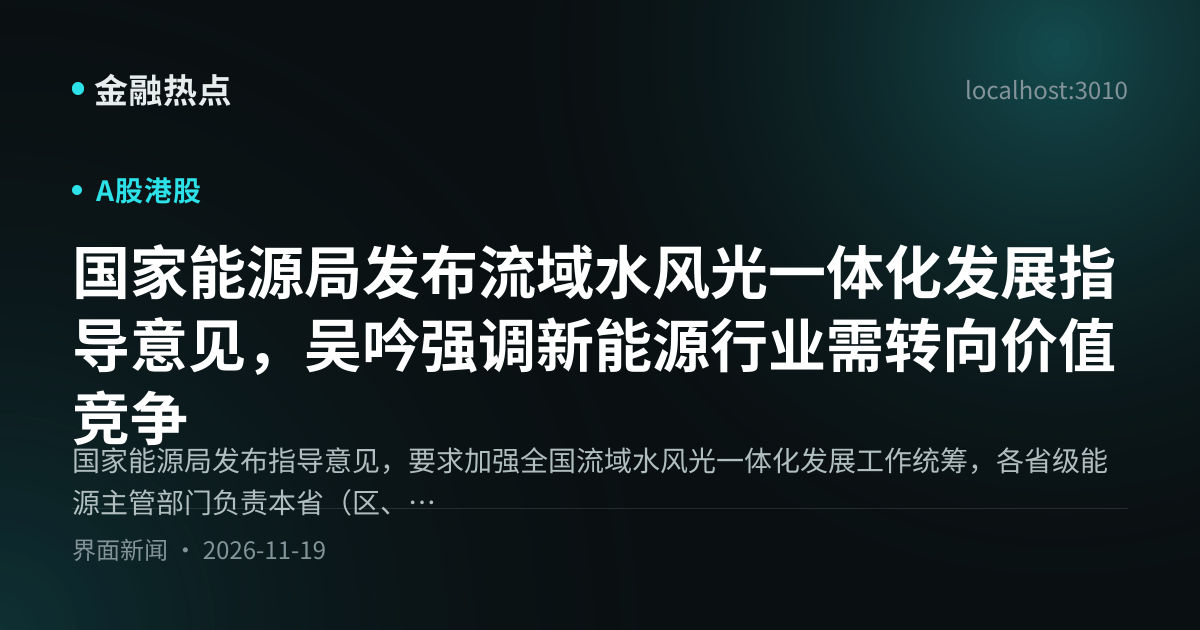 金融热点
localhost:3010
A股港股
国家能源局发布流域水风光一体化发展指
导意见，吴吟强调新能源行业需转向价值
竞争
国家能源局发布指导意见，要求加强全国流域水风光一体化发展工作统筹，各省级能
源主管部门负责本省（区、…
界面新闻 • 2026-11-19